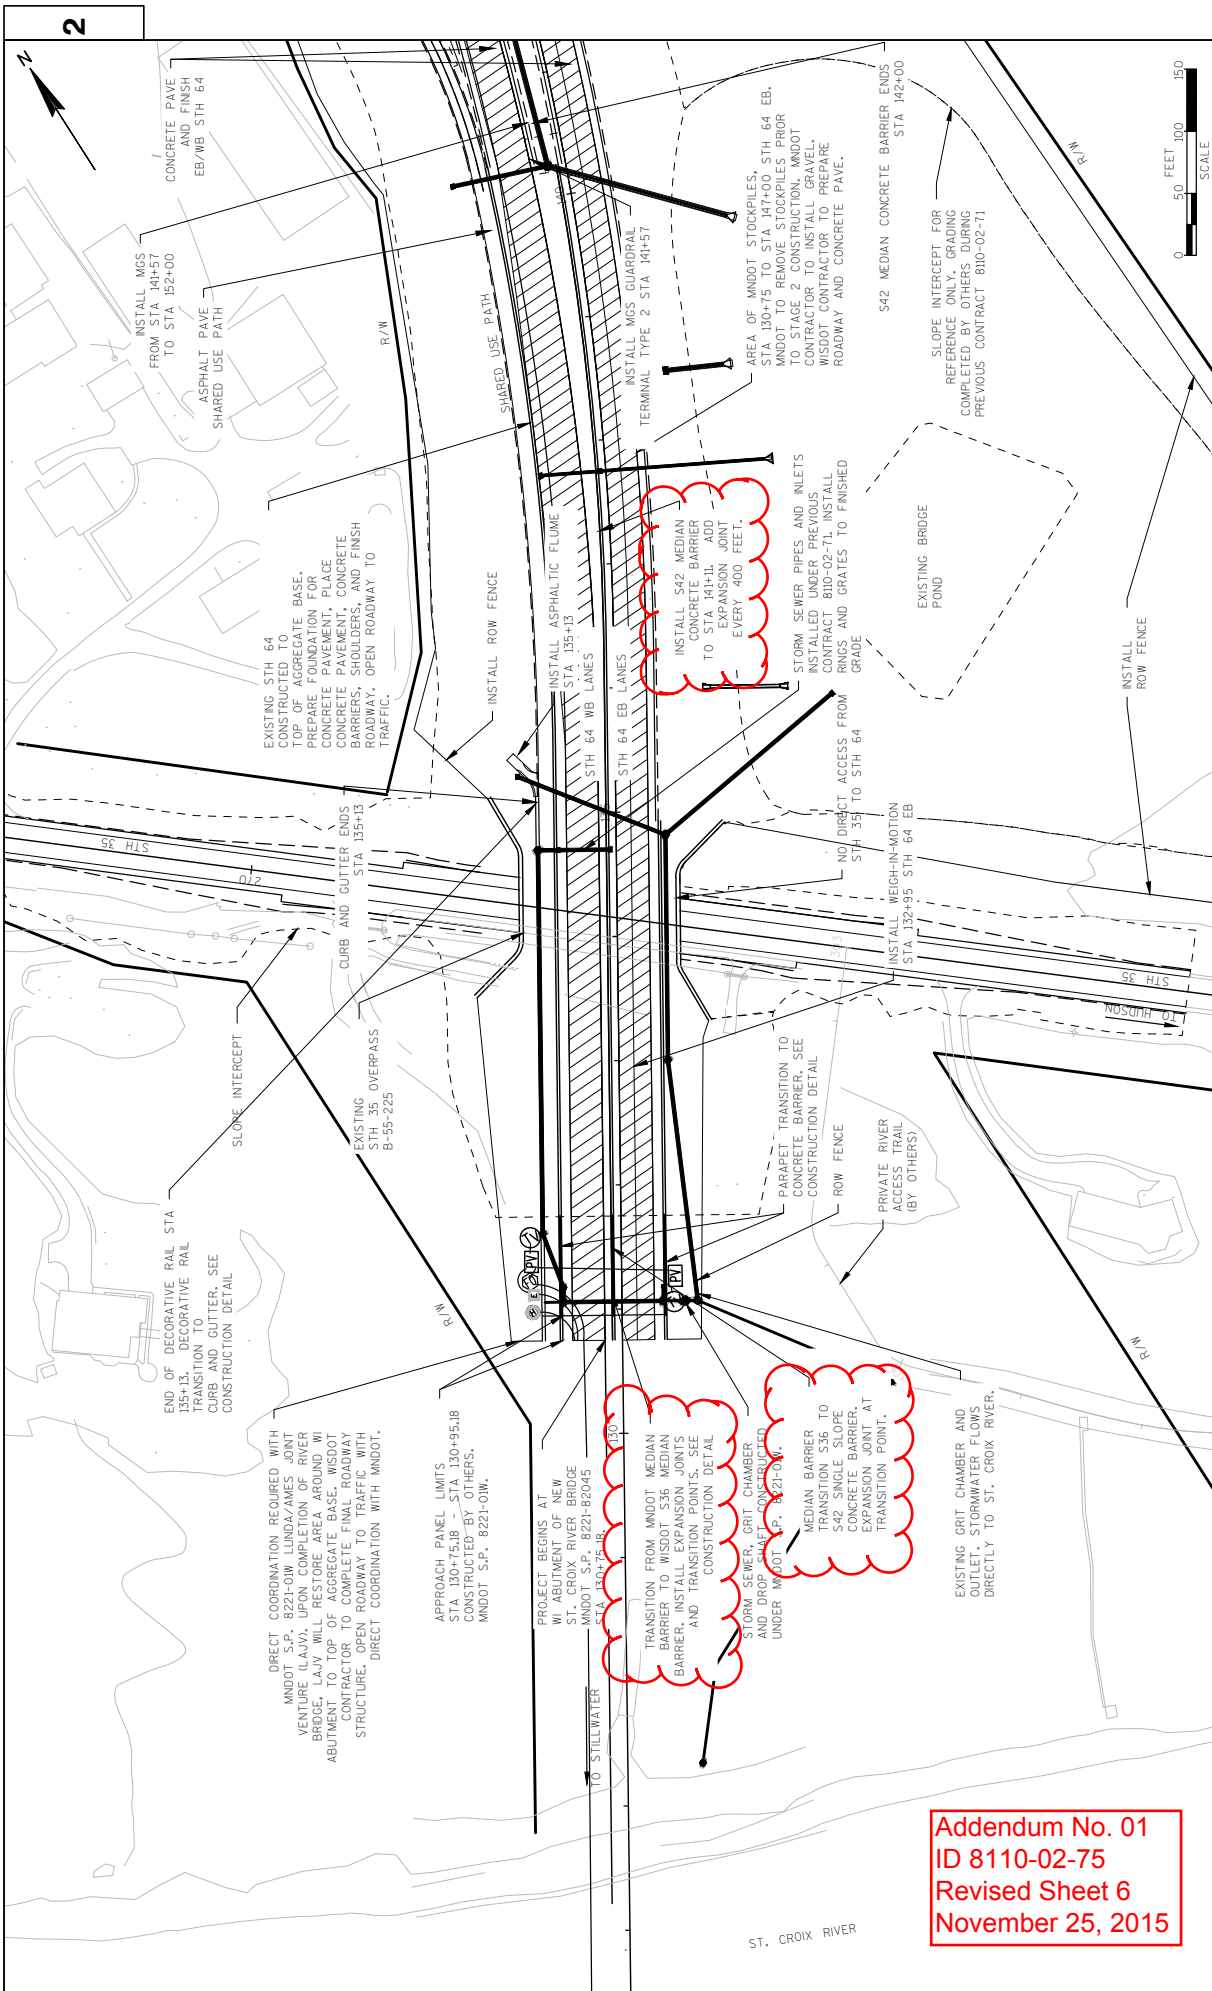 2
N
CONCRETE PAVE
AND FINISH
EB/WB STH 64
INSTALL MGS
FROM STA 141+57
TO STA 152+00
ASPHALT PAVE
SHARED USE PATH
R/W
SHARED USE PATH
EXISTING STH 64
CONSTRUCTED TO
TOP OF AGGREGATE BASE.
PREPARE FOUNDATION FOR
CONCRETE PAVEMENT, PLACE
CONCRETE PAVEMENT, CONCRETE
BARRIERS, SHOULDERS, AND FINISH
ROADWAY. OPEN ROADWAY TO
TRAFFIC.
INSTALL ROW FENCE
INSTALL ASPHALTIC FLUME
STA 135+13
STH 64 WB LANES
STH 64 EB LANES
140
INSTALL MGS GUARDRAIL
TERMINAL TYPE 2 STA 141+57
AREA OF MNDOT STOCKPILES,
STA 130+75 TO STA 147+00 STH 64 EB.
MNDOT TO REMOVE STOCKPILES PRIOR
TO STAGE 2 CONSTRUCTION. MNDOT
CONTRACTOR TO INSTALL GRAVEL.
WISDOT CONTRACTOR TO PREPARE
ROADWAY AND CONCRETE PAVE.
S42 MEDIAN CONCRETE BARRIER ENDS
STA 142+00
SLOPE INTERCEPT FOR
REFERENCE ONLY. GRADING
COMPLETED BY OTHERS DURING
PREVIOUS CONTRACT 8110-02-71
R/W
0
50
100
150
FEET
SCALE
INSTALL S42 MEDIAN
CONCRETE BARRIER
TO STA 141+11. ADD
EXPANSION JOINT
EVERY 400 FEET.
STORM SEWER PIPES AND INLETS
INSTALLED UNDER PREVIOUS
CONTRACT 8110-02-71. INSTALL
RINGS AND GRATES TO FINISHED
GRADE
EXISTING BRIDGE
POND
INSTALL
ROW FENCE
STH 35
270
CURB AND GUTTER ENDS
STA 135+13
NO DIRECT ACCESS FROM
STH 35 TO STH 64
INSTALL WEIGH-IN-MOTION
STA 132+95 STH 64 EB
STH 35
TO HUDSON
SLOPE INTERCEPT
EXISTING
STH 35 OVERPASS
B-55-225
PARAPET TRANSITION TO
CONCRETE BARRIER. SEE
CONSTRUCTION DETAIL
ROW FENCE
PRIVATE RIVER
ACCESS TRAIL
(BY OTHERS)
END OF DECORATIVE RAIL STA
135+13. DECORATIVE RAIL
TRANSITION TO
CURB AND GUTTER. SEE
CONSTRUCTION DETAIL
R/W
PV
E
PV
R/W
DIRECT COORDINATION REQUIRED WITH
MNDOT S.P. 8221-01W LUNDA/AMES JOINT
VENTURE (LAJV). UPON COMPLETION OF RIVER
BRIDGE, LAJV WILL RESTORE AREA AROUND WI
ABUTMENT TO TOP OF AGGREGATE BASE. WISDOT
CONTRACTOR TO COMPLETE FINAL ROADWAY
STRUCTURE. OPEN ROADWAY TO TRAFFIC WITH
DIRECT COORDINATION WITH MNDOT.
APPROACH PANEL LIMITS
STA 130+75.18 - STA 130+95.18
CONSTRUCTED BY OTHERS.
MNDOT S.P. 8221-01W.
PROJECT BEGINS AT
WI ABUTMENT OF NEW
ST. CROIX RIVER BRIDGE
MNDOT S.P. 8221-82045
STA 130+75.18.
130
TRANSITION FROM MNDOT MEDIAN
BARRIER TO WISDOT S36 MEDIAN
BARRIER. INSTALL EXPANSION JOINTS
AND TRANSITION POINTS. SEE
CONSTRUCTION DETAIL
STORM SEWER, GRIT CHAMBER
AND DROP SHAFT CONSTRUCTED
UNDER MNDOT S.P. 8221-01W.
MEDIAN BARRIER
TRANSITION S36 TO
S42 SINGLE SLOPE
CONCRETE BARRIER.
EXPANSION JOINT AT
TRANSITION POINT.
EXISTING GRIT CHAMBER AND
OUTLET. STORMWATER FLOWS
DIRECTLY TO ST. CROIX RIVER.
TO STILLWATER
ST. CROIX RIVER
Addendum No. 01
ID 8110-02-75
Revised Sheet 6
November 25, 2015